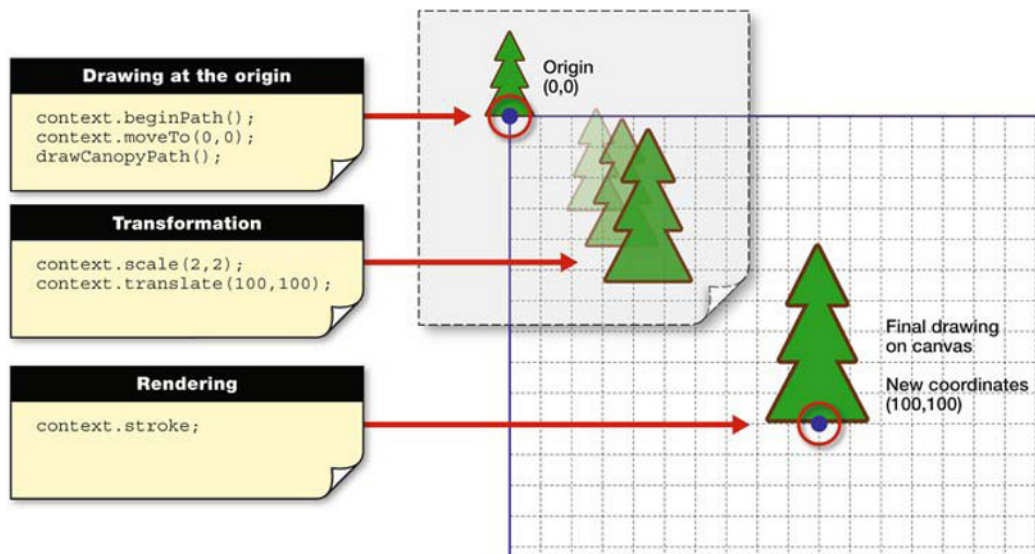 Drawing at the origin
context.beginPath();
context.moveTo(0,0);
drawCanopyPath();
Origin
(0,0)
Transformation
context.scale(2,2);
context.translate(100,100);
Rendering
context.stroke;
Final drawing
on canvas
New coordinates
(100,100)